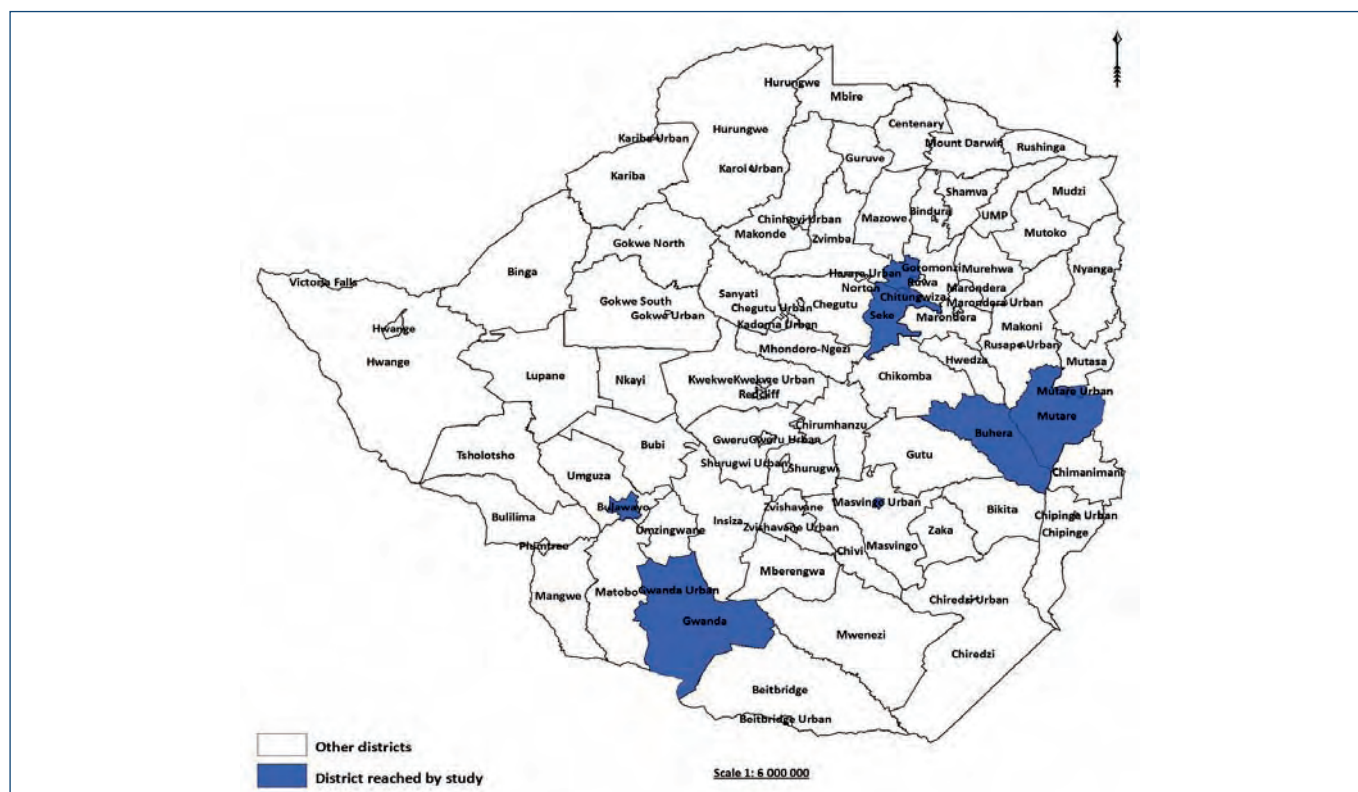 Hurungwe
Mbire
Centenary
Hurungwe
Mount Darwin
Kariba Urban
Rushinga
Guruve
Karoi Urban
Kariba
Shamva
Mudzi
Bindura
UMP
Mazowe
Chinhoyi Urban
Makonde
Mutoko
Zvimba
Gokwe North
Binga
Goromonzi
Murehwa
Nyanga
Harare Urban
Victoria Falls
Ruwa
Norton
Marondera
Sanyati
Chitungwiza
Gokwe South
Chegutu
Marondera Urban
Chegutu Urban
Gokwe Urban
Seke
Marondera
Kadoma Urban
Makoni
Hwange
Rusape Urban
Mhondoro-Ngezi
Hwedza
Mutasa
Hwange
Lupane
Nkayi
Chikomba
Kwekwe
Kwekwe Urban
Redcliff
Mutare Urban
Mutare
Chirumhanzu
Buhera
Gweru
Gweru Urban
Bubi
Tsholotsho
Gutu
Shurugwi Urban
Shurugwi
Umguza
Chimanimani
Masvingo Urban
Bulawayo
Zvishavane
Bikita
Chipinge Urban
Bulilima
Insiza
Umzingwane
Zvishavane Urban
Zaka
Chipinge
Plumtree
Masvingo
Chivi
Mberengwa
Matobo
Gwanda Urban
Mangwe
Chiredzi Urban
Gwanda
Mwenezi
Chiredzi
Beitbridge
Beitbridge Urban
Other districts
District reached by study
Scale 1: 6 000 000